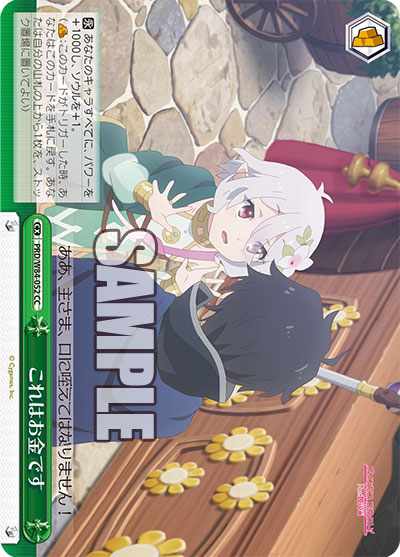 あなたのキャラすべてに、パワーを
＋1000し、ソウルを＋1。
（：このカードがトリガーした時、あ
なたはこのカードを手札に戻す。あな
たは自分の山札の上から1枚を、ストッ
ク置場に置いてよい）
ああ、主さま、口に咥えてはなりません！
SAMPLE
CX
PRD/W84-052 CC
これはお金です
© Cygames, Inc.